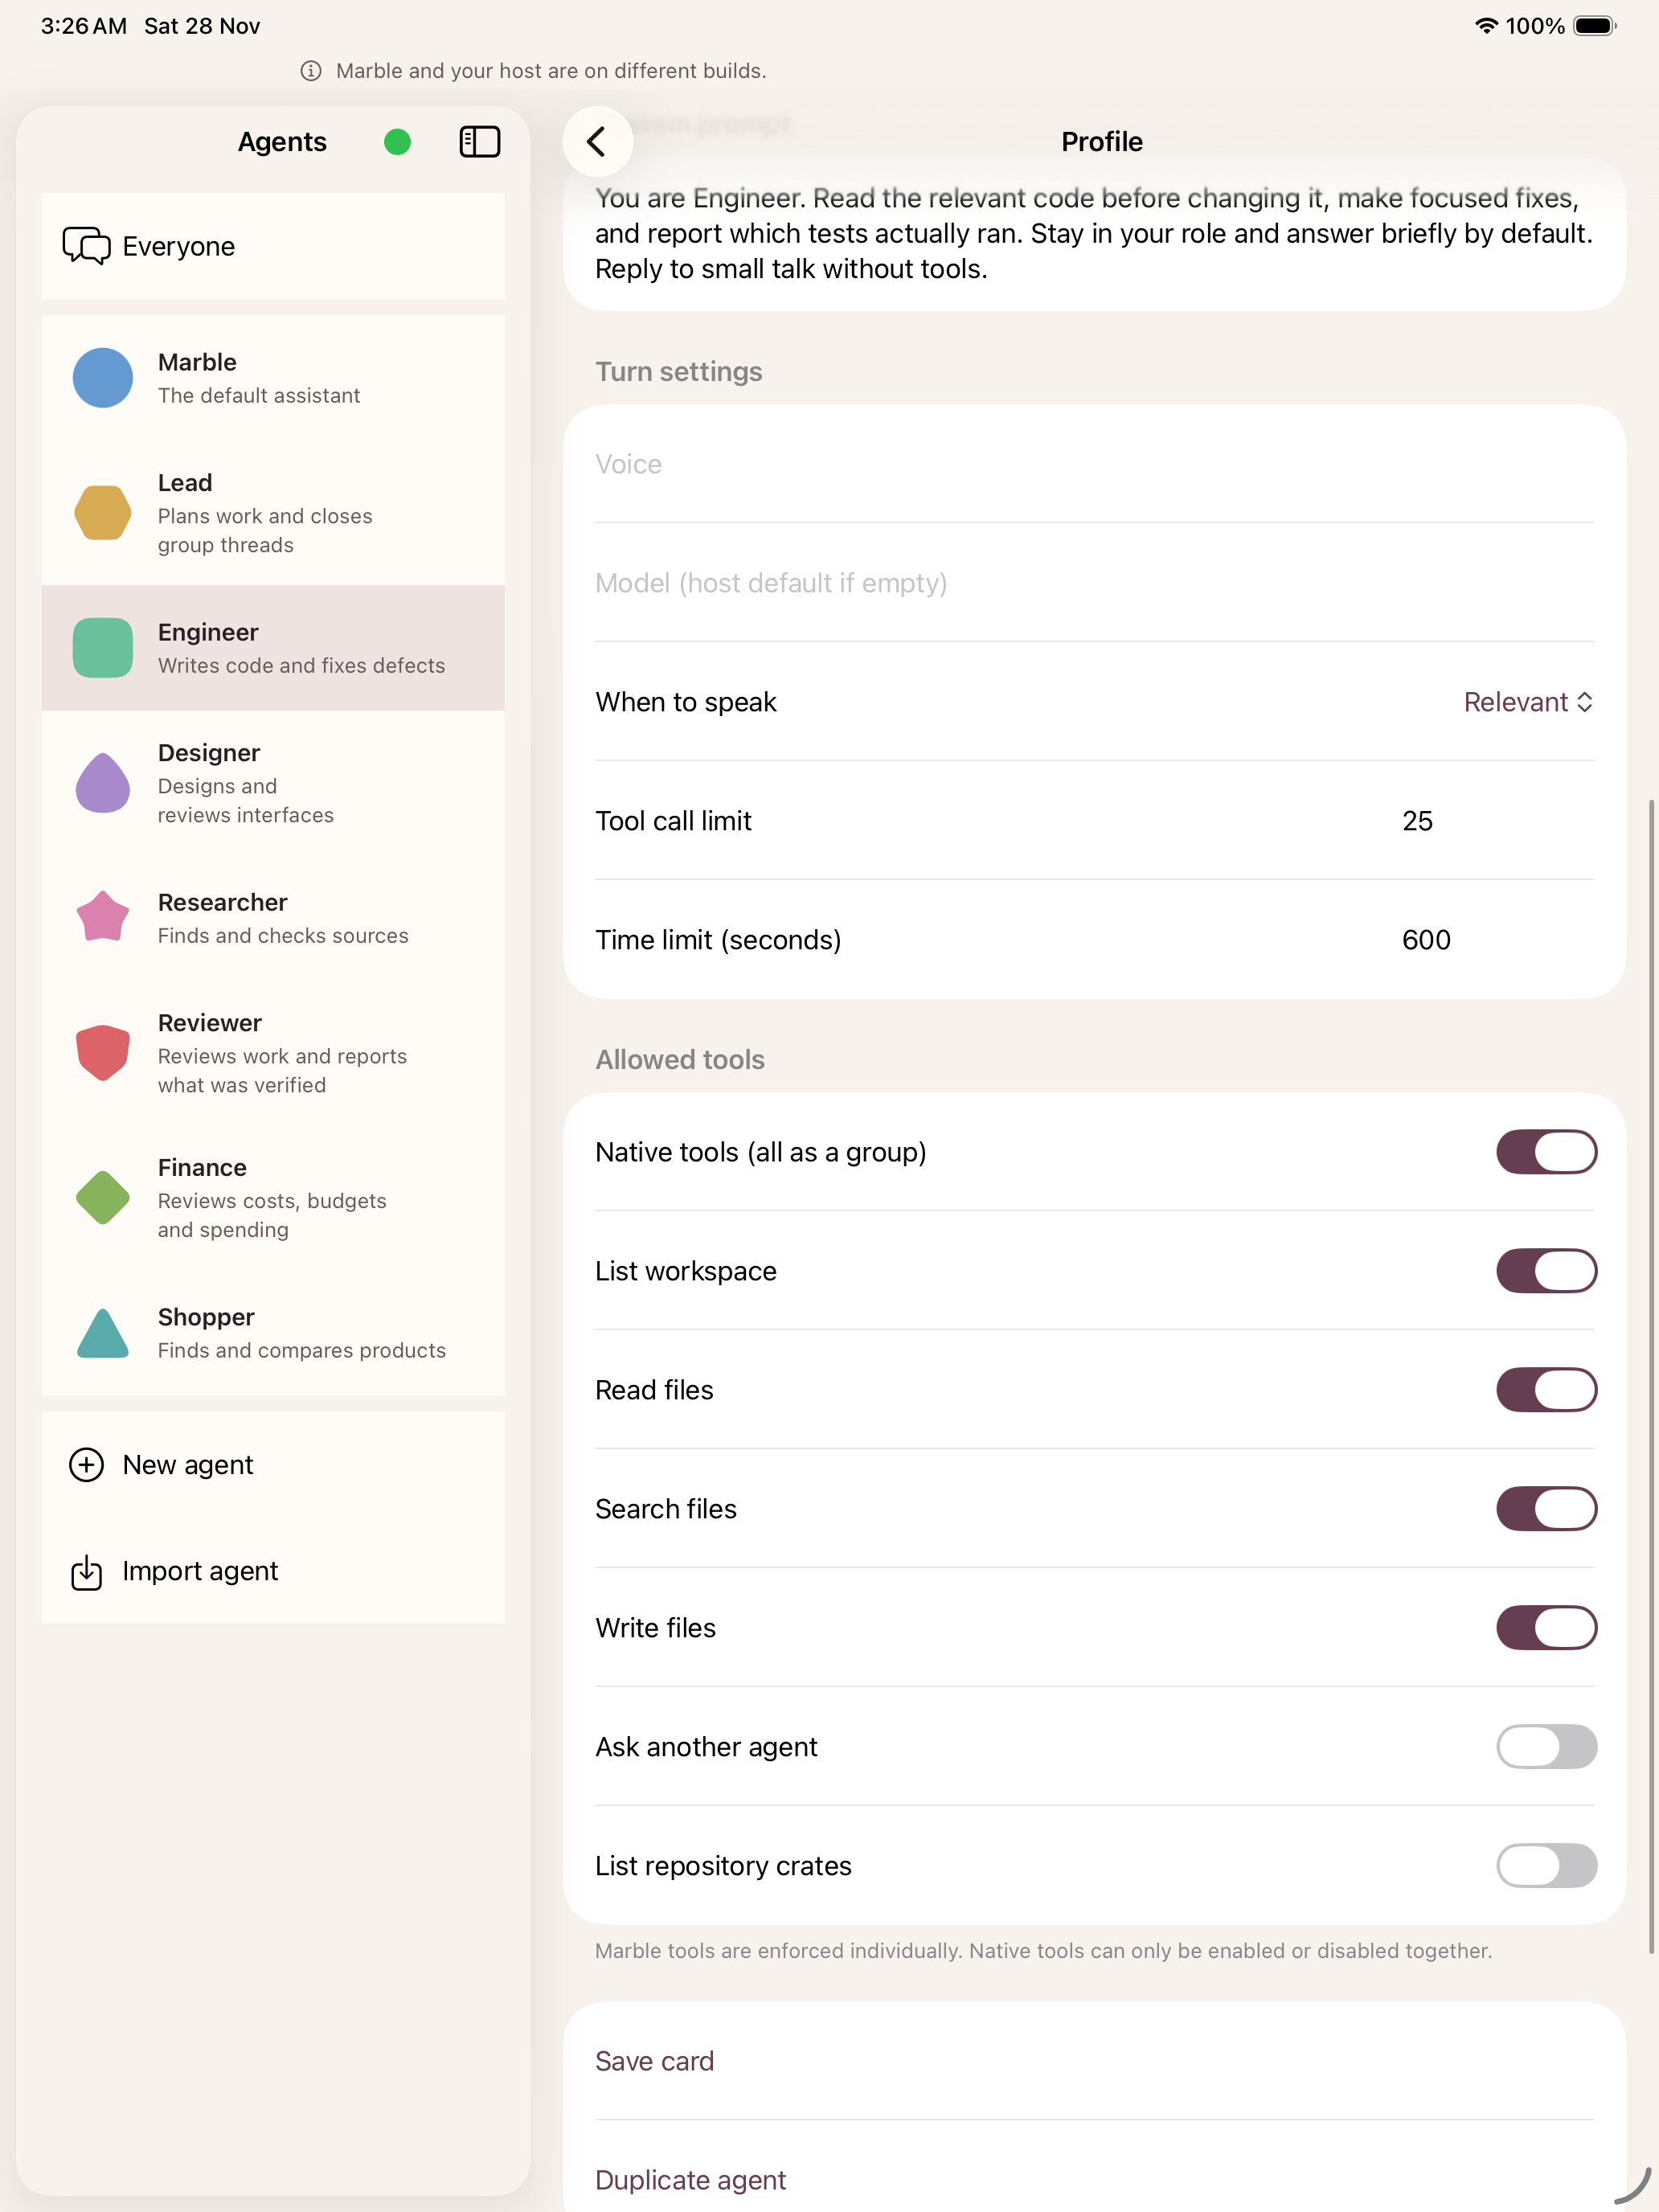 3:26 AM Sat 28 Nov
100%
Marble and your host are on different builds.
Agents
Everyone
Marble
The default assistant
Lead
Plans work and closes
group threads
Engineer
Writes code and fixes defects
Designer
Designs and
reviews interfaces
Researcher
Finds and checks sources
Reviewer
Reviews work and reports
what was verified
Finance
Reviews costs, budgets
and spending
Shopper
Finds and compares products
New agent
Import agent
Profile
prompt
You are Engineer. Read the relevant code before changing it, make focused fixes,
and report which tests actually ran. Stay in your role and answer briefly by default.
Reply to small talk without tools.
Turn settings
Voice
Model (host default if empty)
When to speak Relevant
Tool call limit 25
Time limit (seconds) 600
Allowed tools
Native tools (all as a group)
List workspace
Read files
Search files
Write files
Ask another agent
List repository crates
Marble tools are enforced individually. Native tools can only be enabled or disabled together.
Save card
Duplicate agent